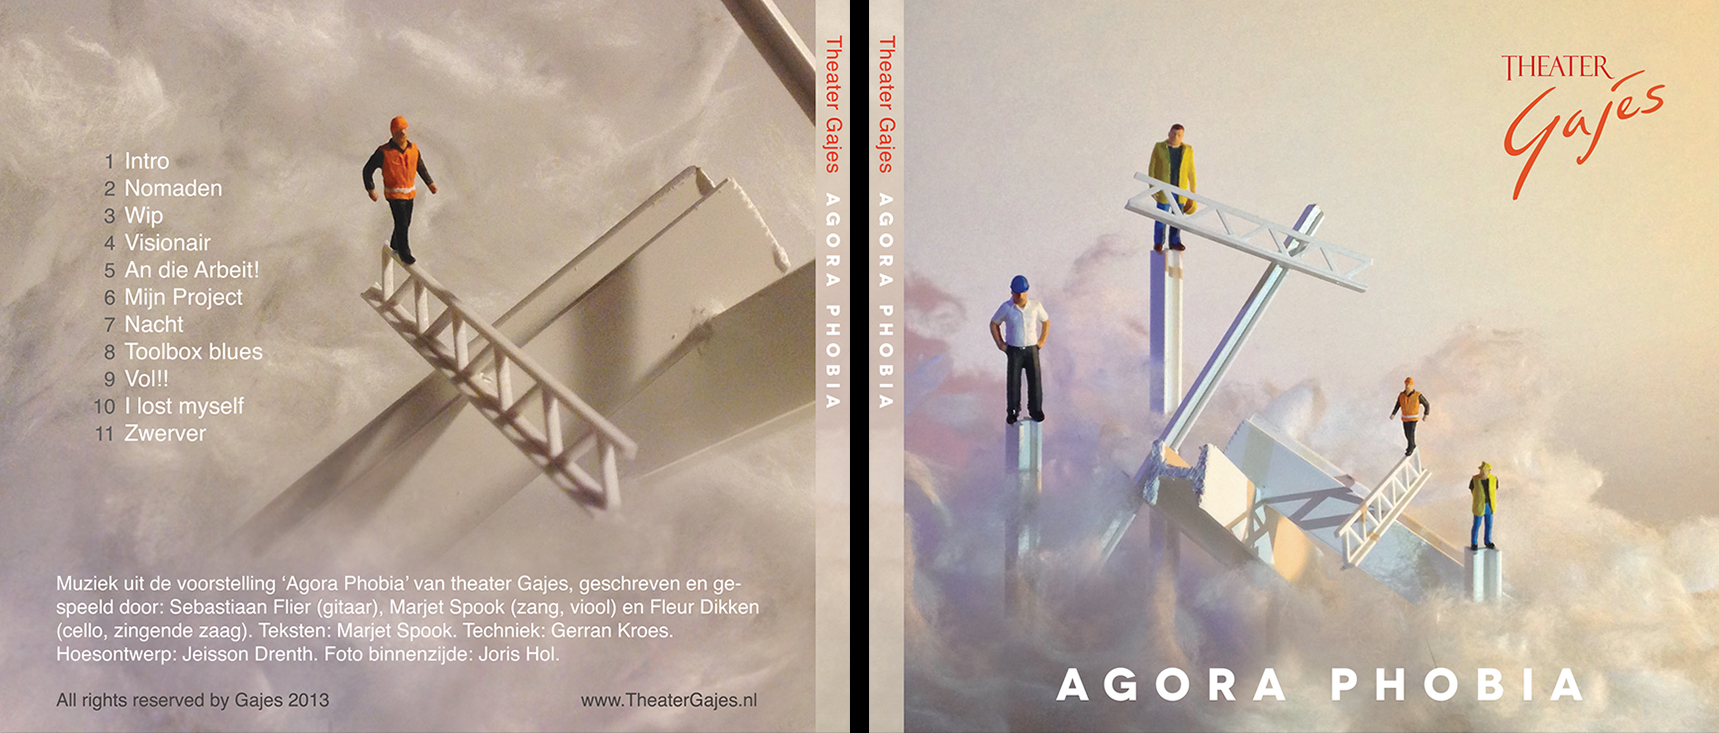 1 Intro
2 Nomaden
3 Wip
4 Visionair
5 An die Arbeit!
6 Mijn Project
7 Nacht
8 Toolbox blues
9 Vol!!
10 I lost myself
11 Zwerver
Muziek uit de voorstelling ‘Agora Phobia’ van theater Gajes, geschreven en ge-
speeld door: Sebastiaan Flier (gitaar), Marjet Spook (zang, viool) en Fleur Dikken
(cello, zingende zaag). Teksten: Marjet Spook. Techniek: Gerran Kroes.
Hoesontwerp: Jeisson Drenth. Foto binnenzijde: Joris Hol.
All rights reserved by Gajes 2013 www.TheaterGajes.nl
Theater Gajes AGORA PHOBIA
Theater Gajes AGORA PHOBIA
THEATER
Gajes
AGORA PHOBIA